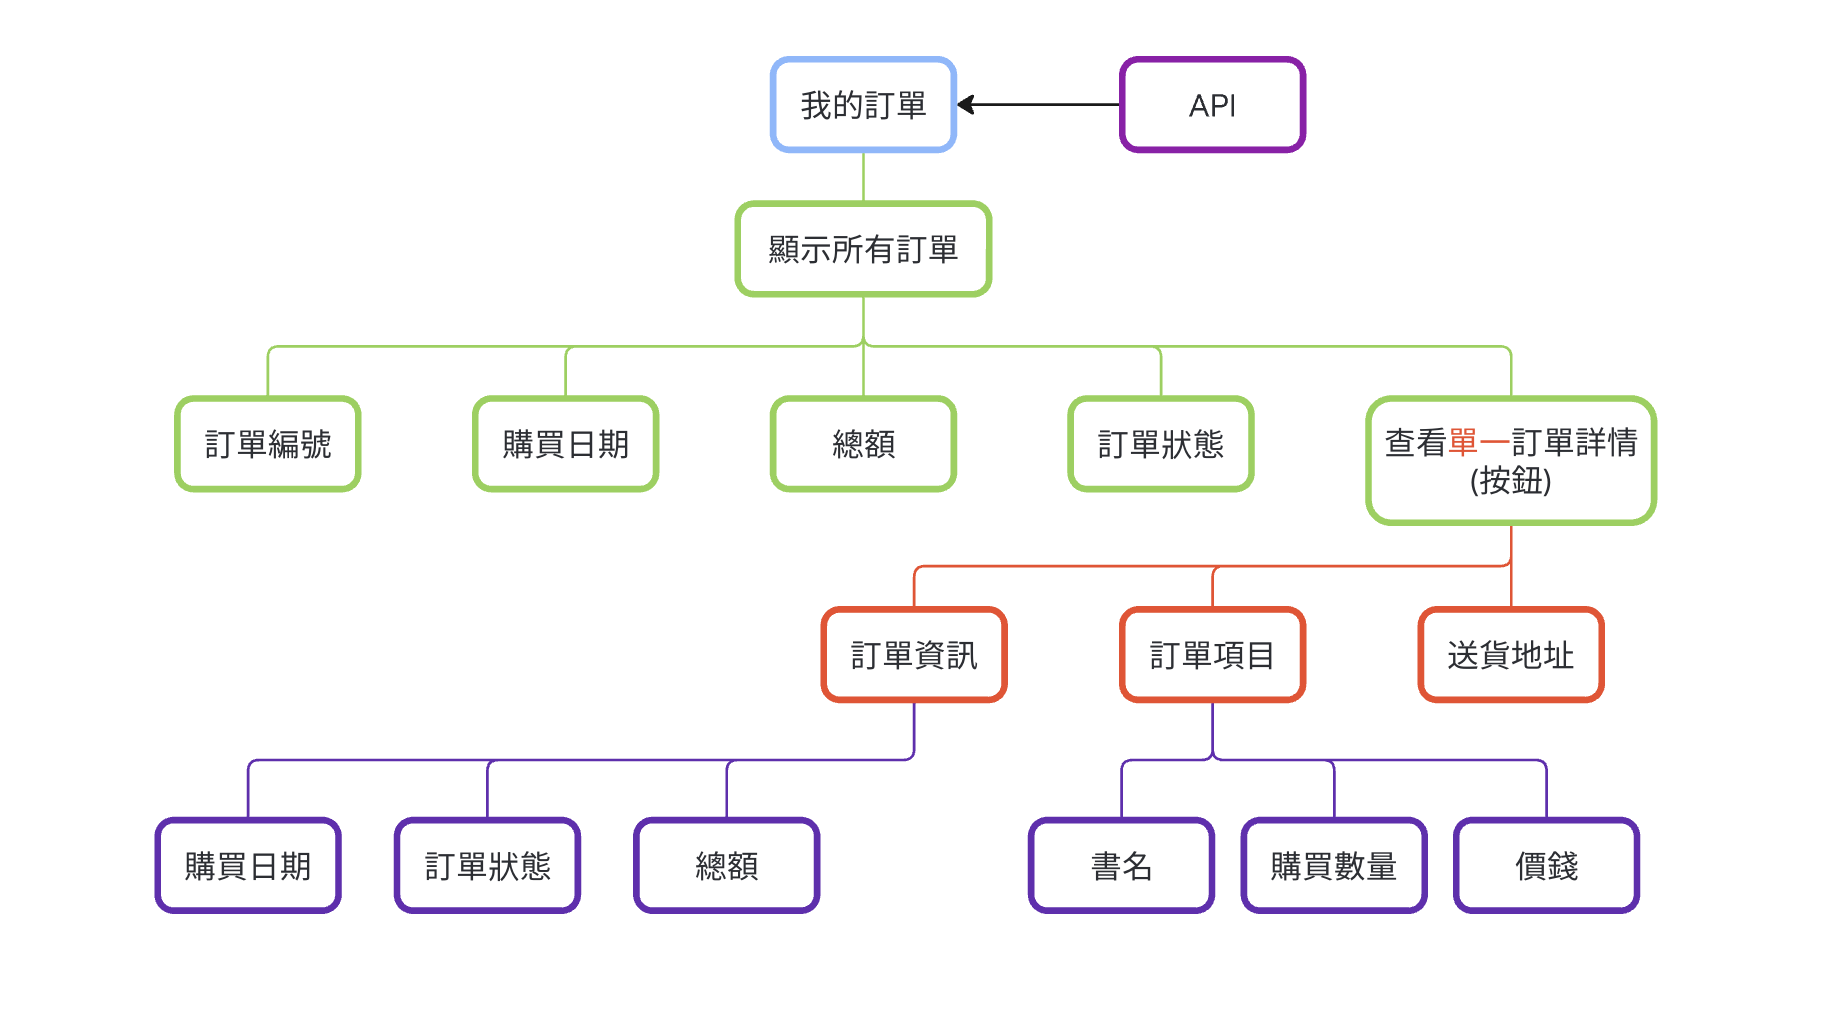 我的訂單
API
顯示所有訂單
訂單編號
購買日期
總額
訂單狀態
查看單一訂單詳情
(按鈕)
訂單資訊
訂單項目
送貨地址
購買日期
訂單狀態
總額
書名
購買數量
價錢